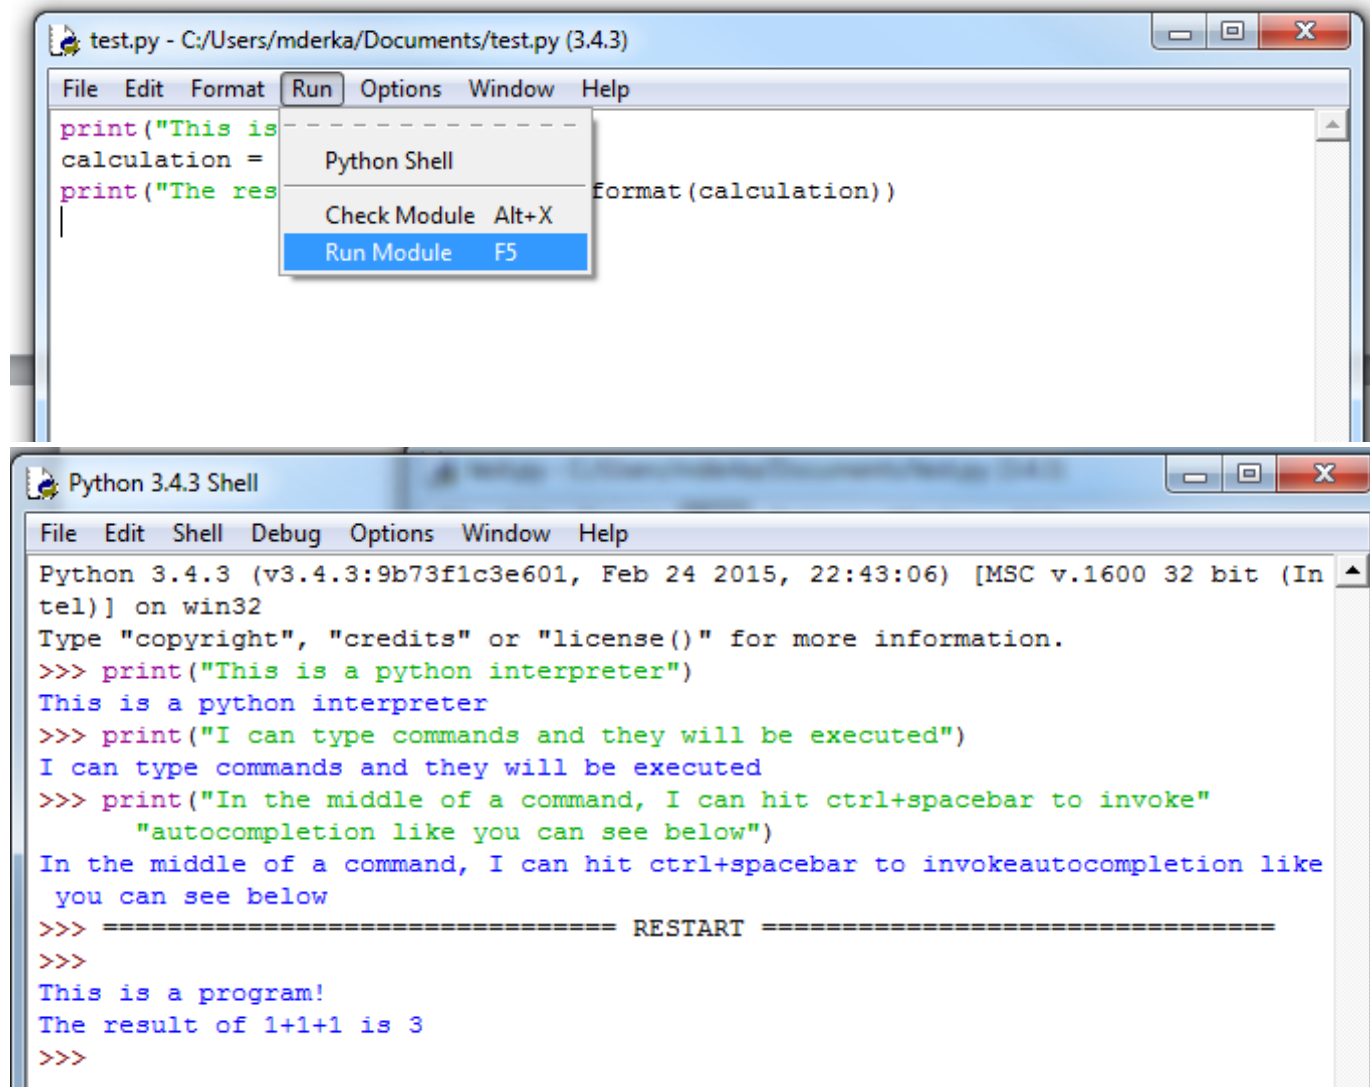 test.py - C:/Users/mderka/Documents/test.py (3.4.3)
File Edit Format Run Options Window Help
print("This is
calculation =
Python Shell
print("The res format(calculation))
Check Module Alt+X
Run Module F5
Python 3.4.3 Shell
File Edit Shell Debug Options Window Help
Python 3.4.3 (v3.4.3:9b73f1c3e601, Feb 24 2015, 22:43:06) [MSC v.1600 32 bit (In
tel)] on win32
Type "copyright", "credits" or "license()" for more information.
>>> print("This is a python interpreter")
This is a python interpreter
>>> print("I can type commands and they will be executed")
I can type commands and they will be executed
>>> print("In the middle of a command, I can hit ctrl+spacebar to invoke"
"autocompletion like you can see below")
In the middle of a command, I can hit ctrl+spacebar to invokeautocompletion like
you can see below
>>> ================================ RESTART ================================
>>>
This is a program!
The result of 1+1+1 is 3
>>>